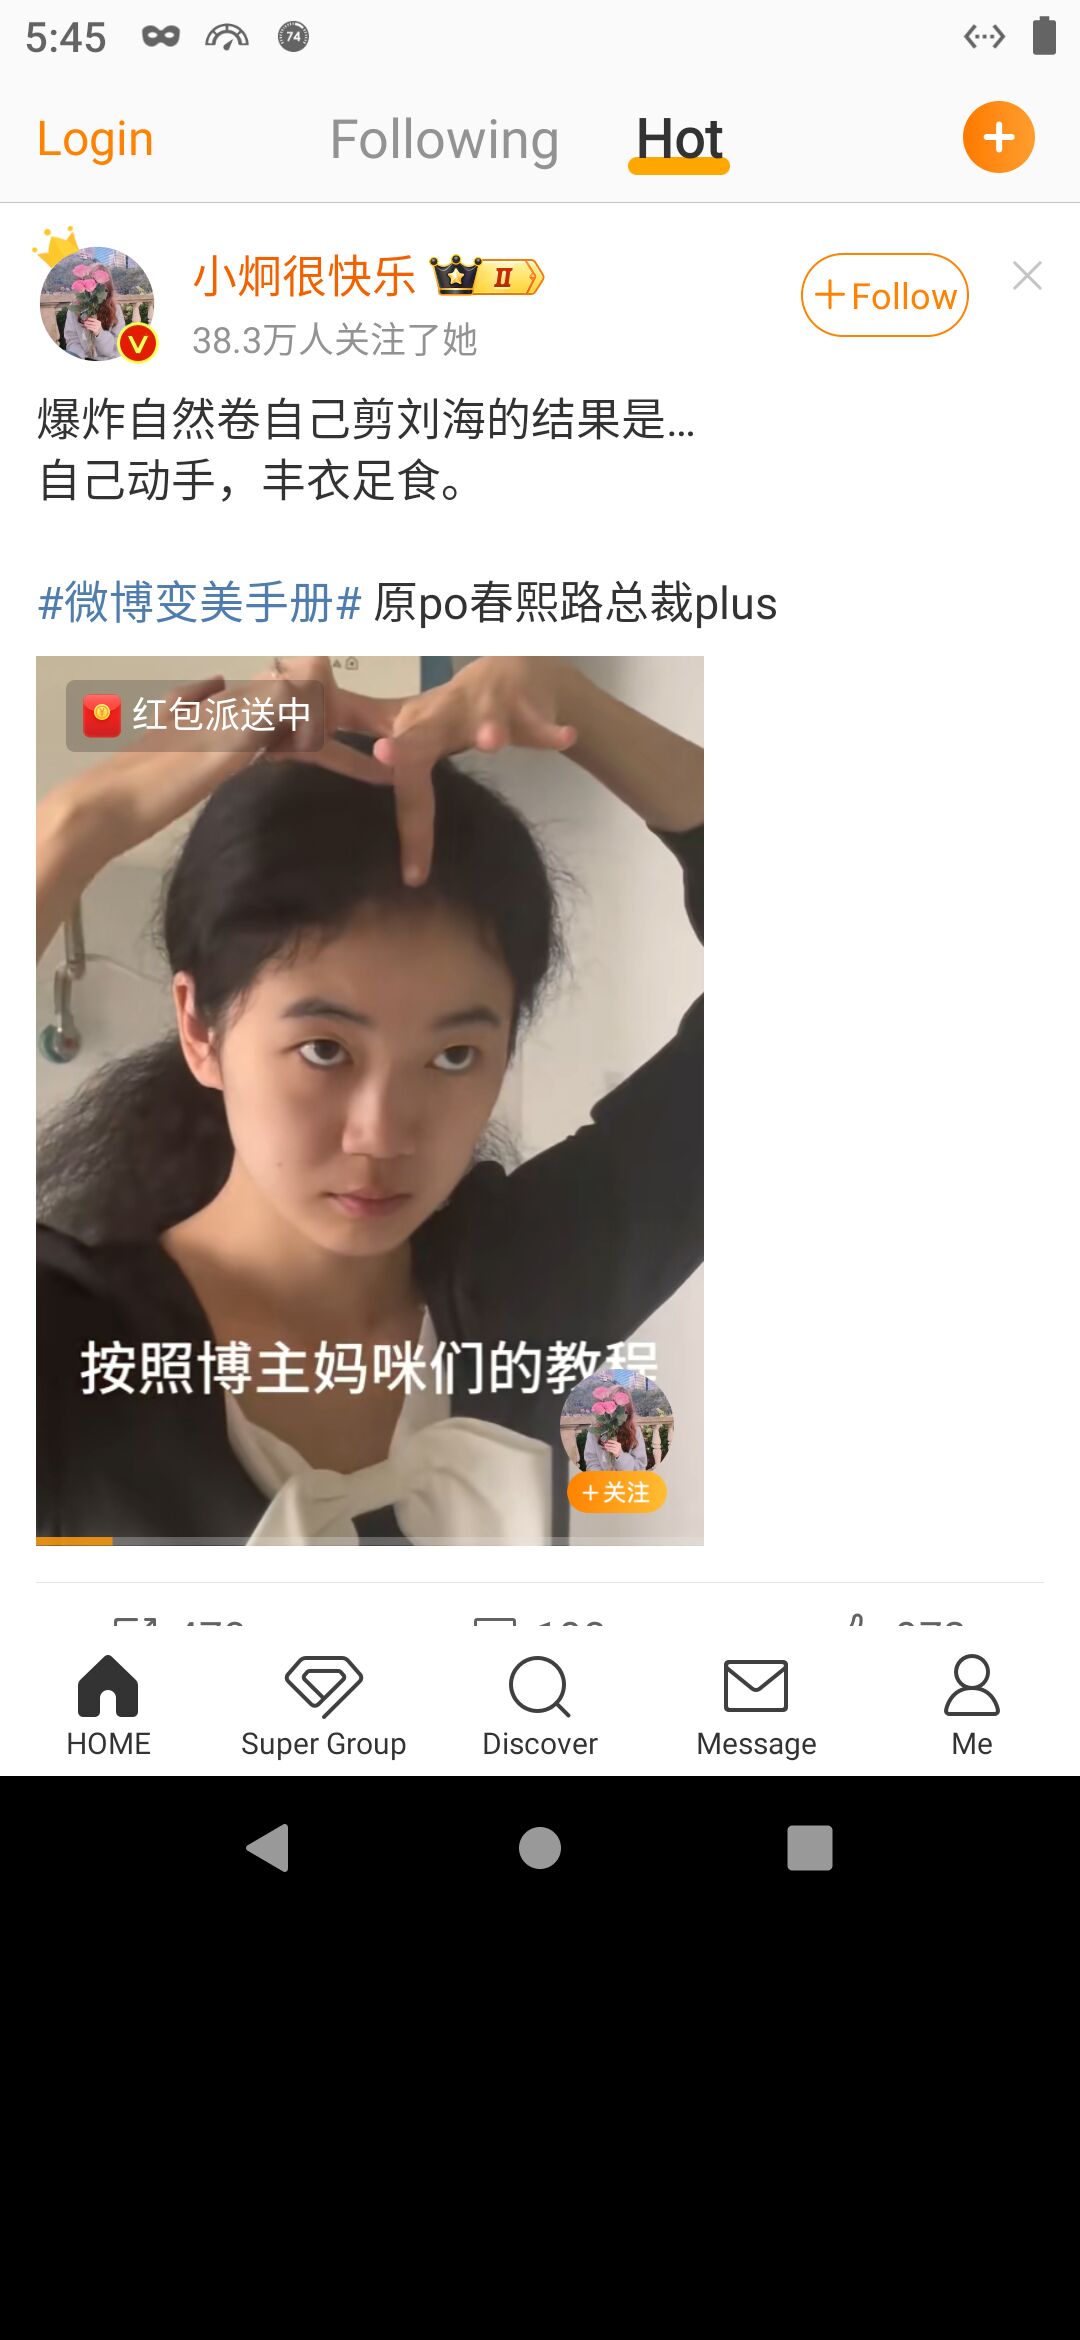 5:45
74
Login
Following
Hot
小炯很快乐
II
38.3万人关注了她
+Follow
爆炸自然卷自己剪刘海的结果是...
自己动手，丰衣足食。
#微博变美手册# 原po春熙路总裁plus
红包派送中
按照博主妈咪们的教程
+关注
HOME
Super Group
Discover
Message
Me